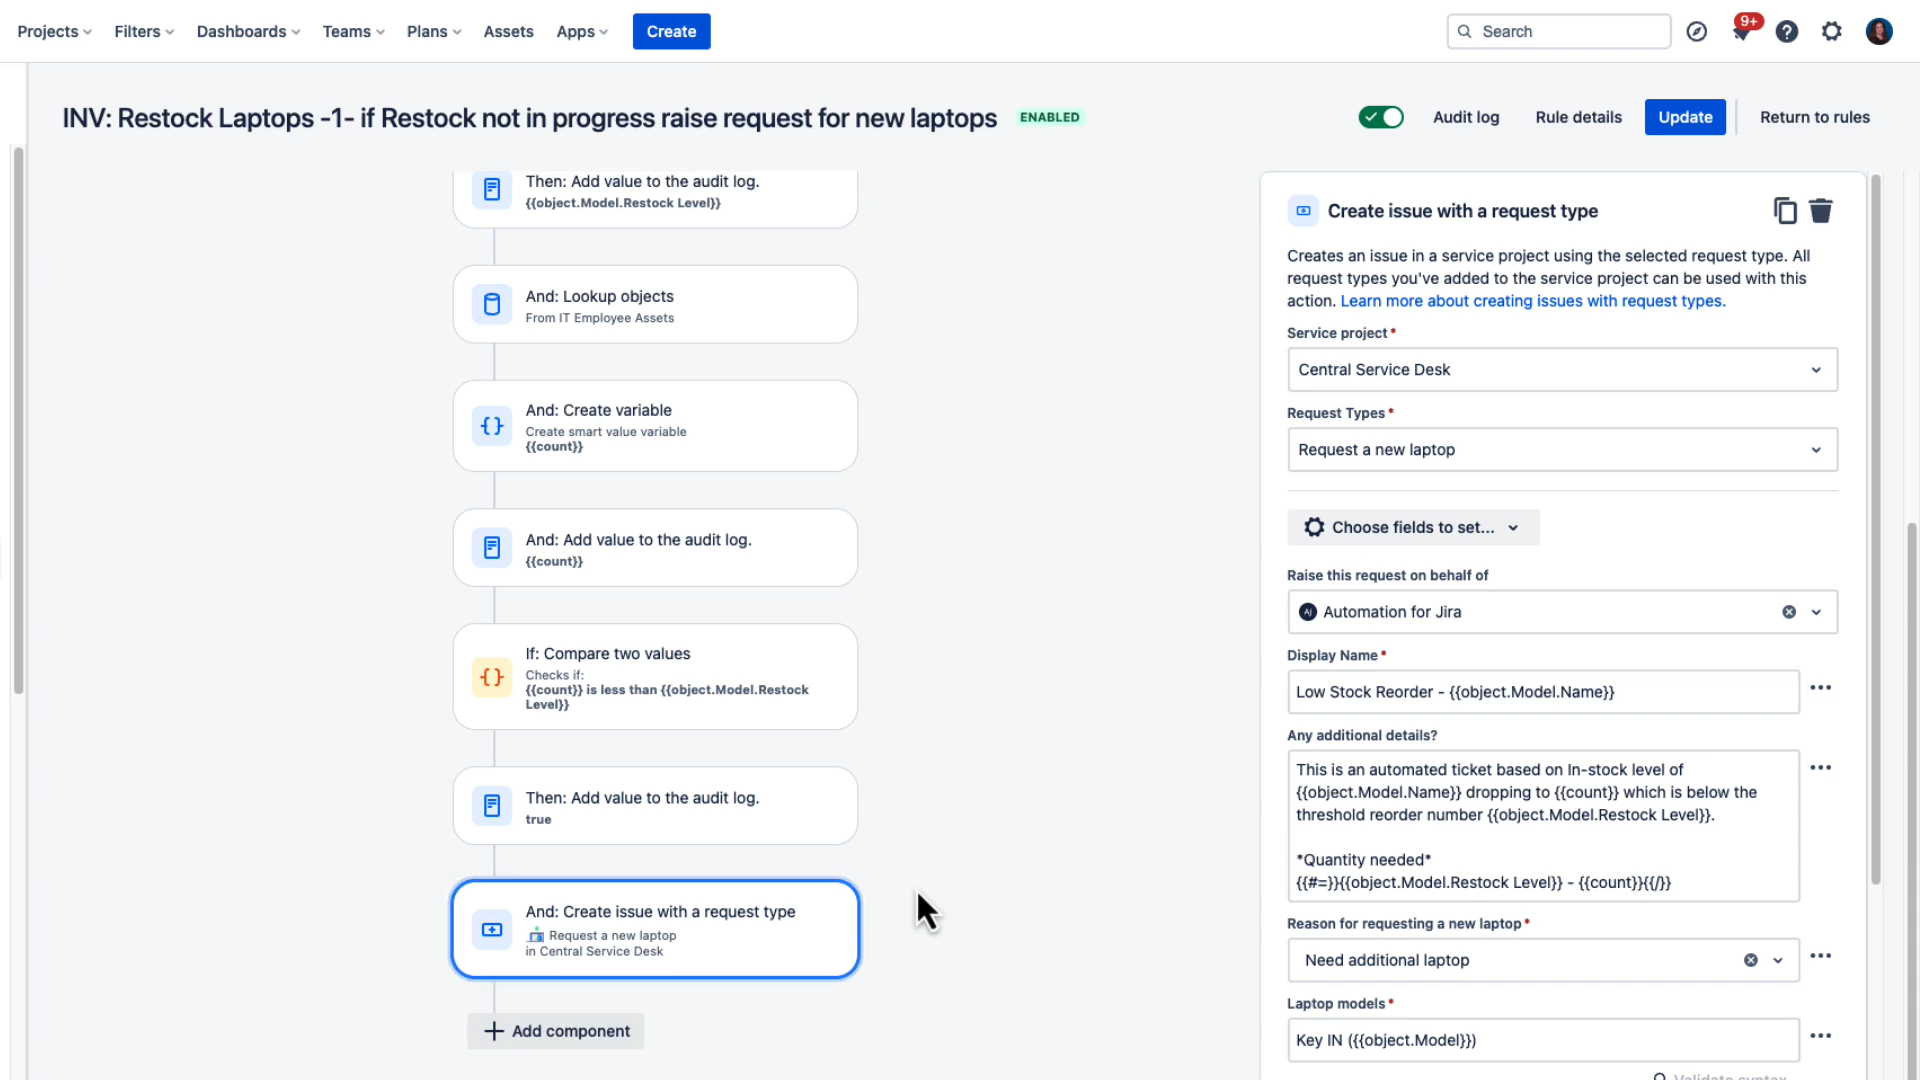 Projects
Filters
Dashboards
Teams
Plans
Assets
Apps
Create
Search
9+
INV: Restock Laptops -1- if Restock not in progress raise request for new laptops
ENABLED
Audit log
Rule details
Update
Return to rules
Then: Add value to the audit log.
{{object.Model.Restock Level}}
And: Lookup objects
From IT Employee Assets
And: Create variable
Create smart value variable
{{count}}
And: Add value to the audit log.
{{count}}
If: Compare two values
Checks if:
{{count}} is less than {{object.Model.Restock
Level}}
Then: Add value to the audit log.
true
And: Create issue with a request type
Request a new laptop
in Central Service Desk
Add component
Create issue with a request type
Creates an issue in a service project using the selected request type. All
request types you've added to the service project can be used with this
action. Learn more about creating issues with request types.
Service project*
Central Service Desk
Request Types*
Request a new laptop
Choose fields to set...
Raise this request on behalf of
AJ Automation for Jira
Display Name*
Low Stock Reorder - {{object.Model.Name}}
Any additional details?
This is an automated ticket based on In-stock level of
{{object.Model.Name}} dropping to {{count}} which is below the
threshold reorder number {{object.Model.Restock Level}}.
*Quantity needed*
{{#=}}{{object.Model.Restock Level}} - {{count}}{{/}}
Reason for requesting a new laptop*
Need additional laptop
Laptop models*
Key IN ({{object.Model}})
Validate syntax